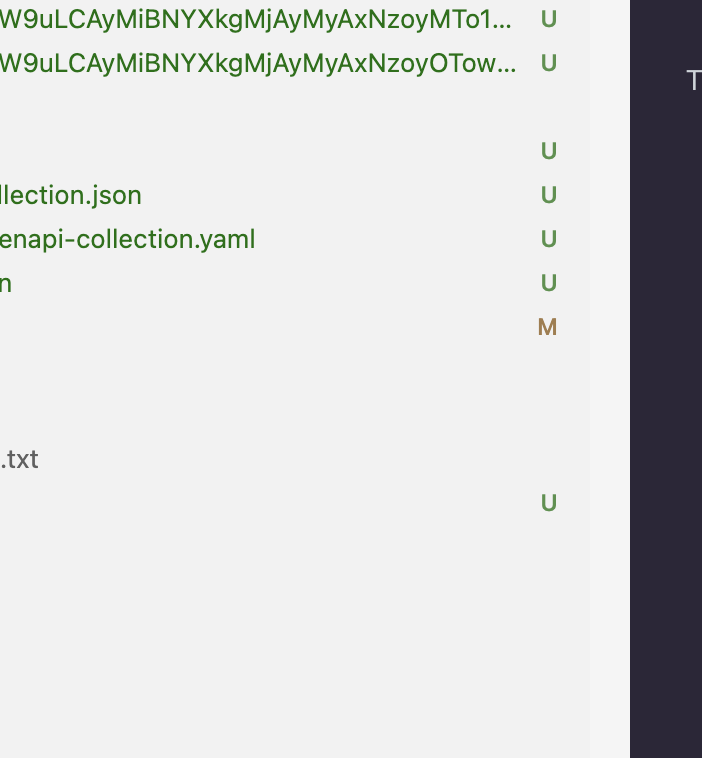 W9uLCAyMiBNYXkgMjAyMyAxNzoyMTo1... U
W9uLCAyMiBNYXkgMjAyMyAxNzoyOTow... U
U
llection.json U
enapi-collection.yaml U
n U
M
.txt
U
T